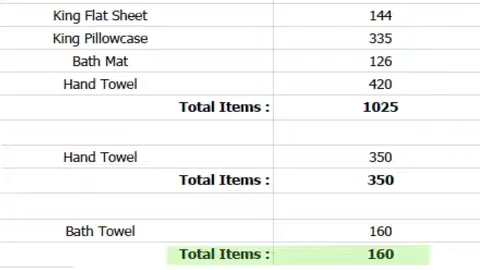 King Flat Sheet 144
King Pillowcase 335
Bath Mat 126
Hand Towel 420
Total Items : 1025
Hand Towel 350
Total Items : 350
Bath Towel 160
Total Items : 160